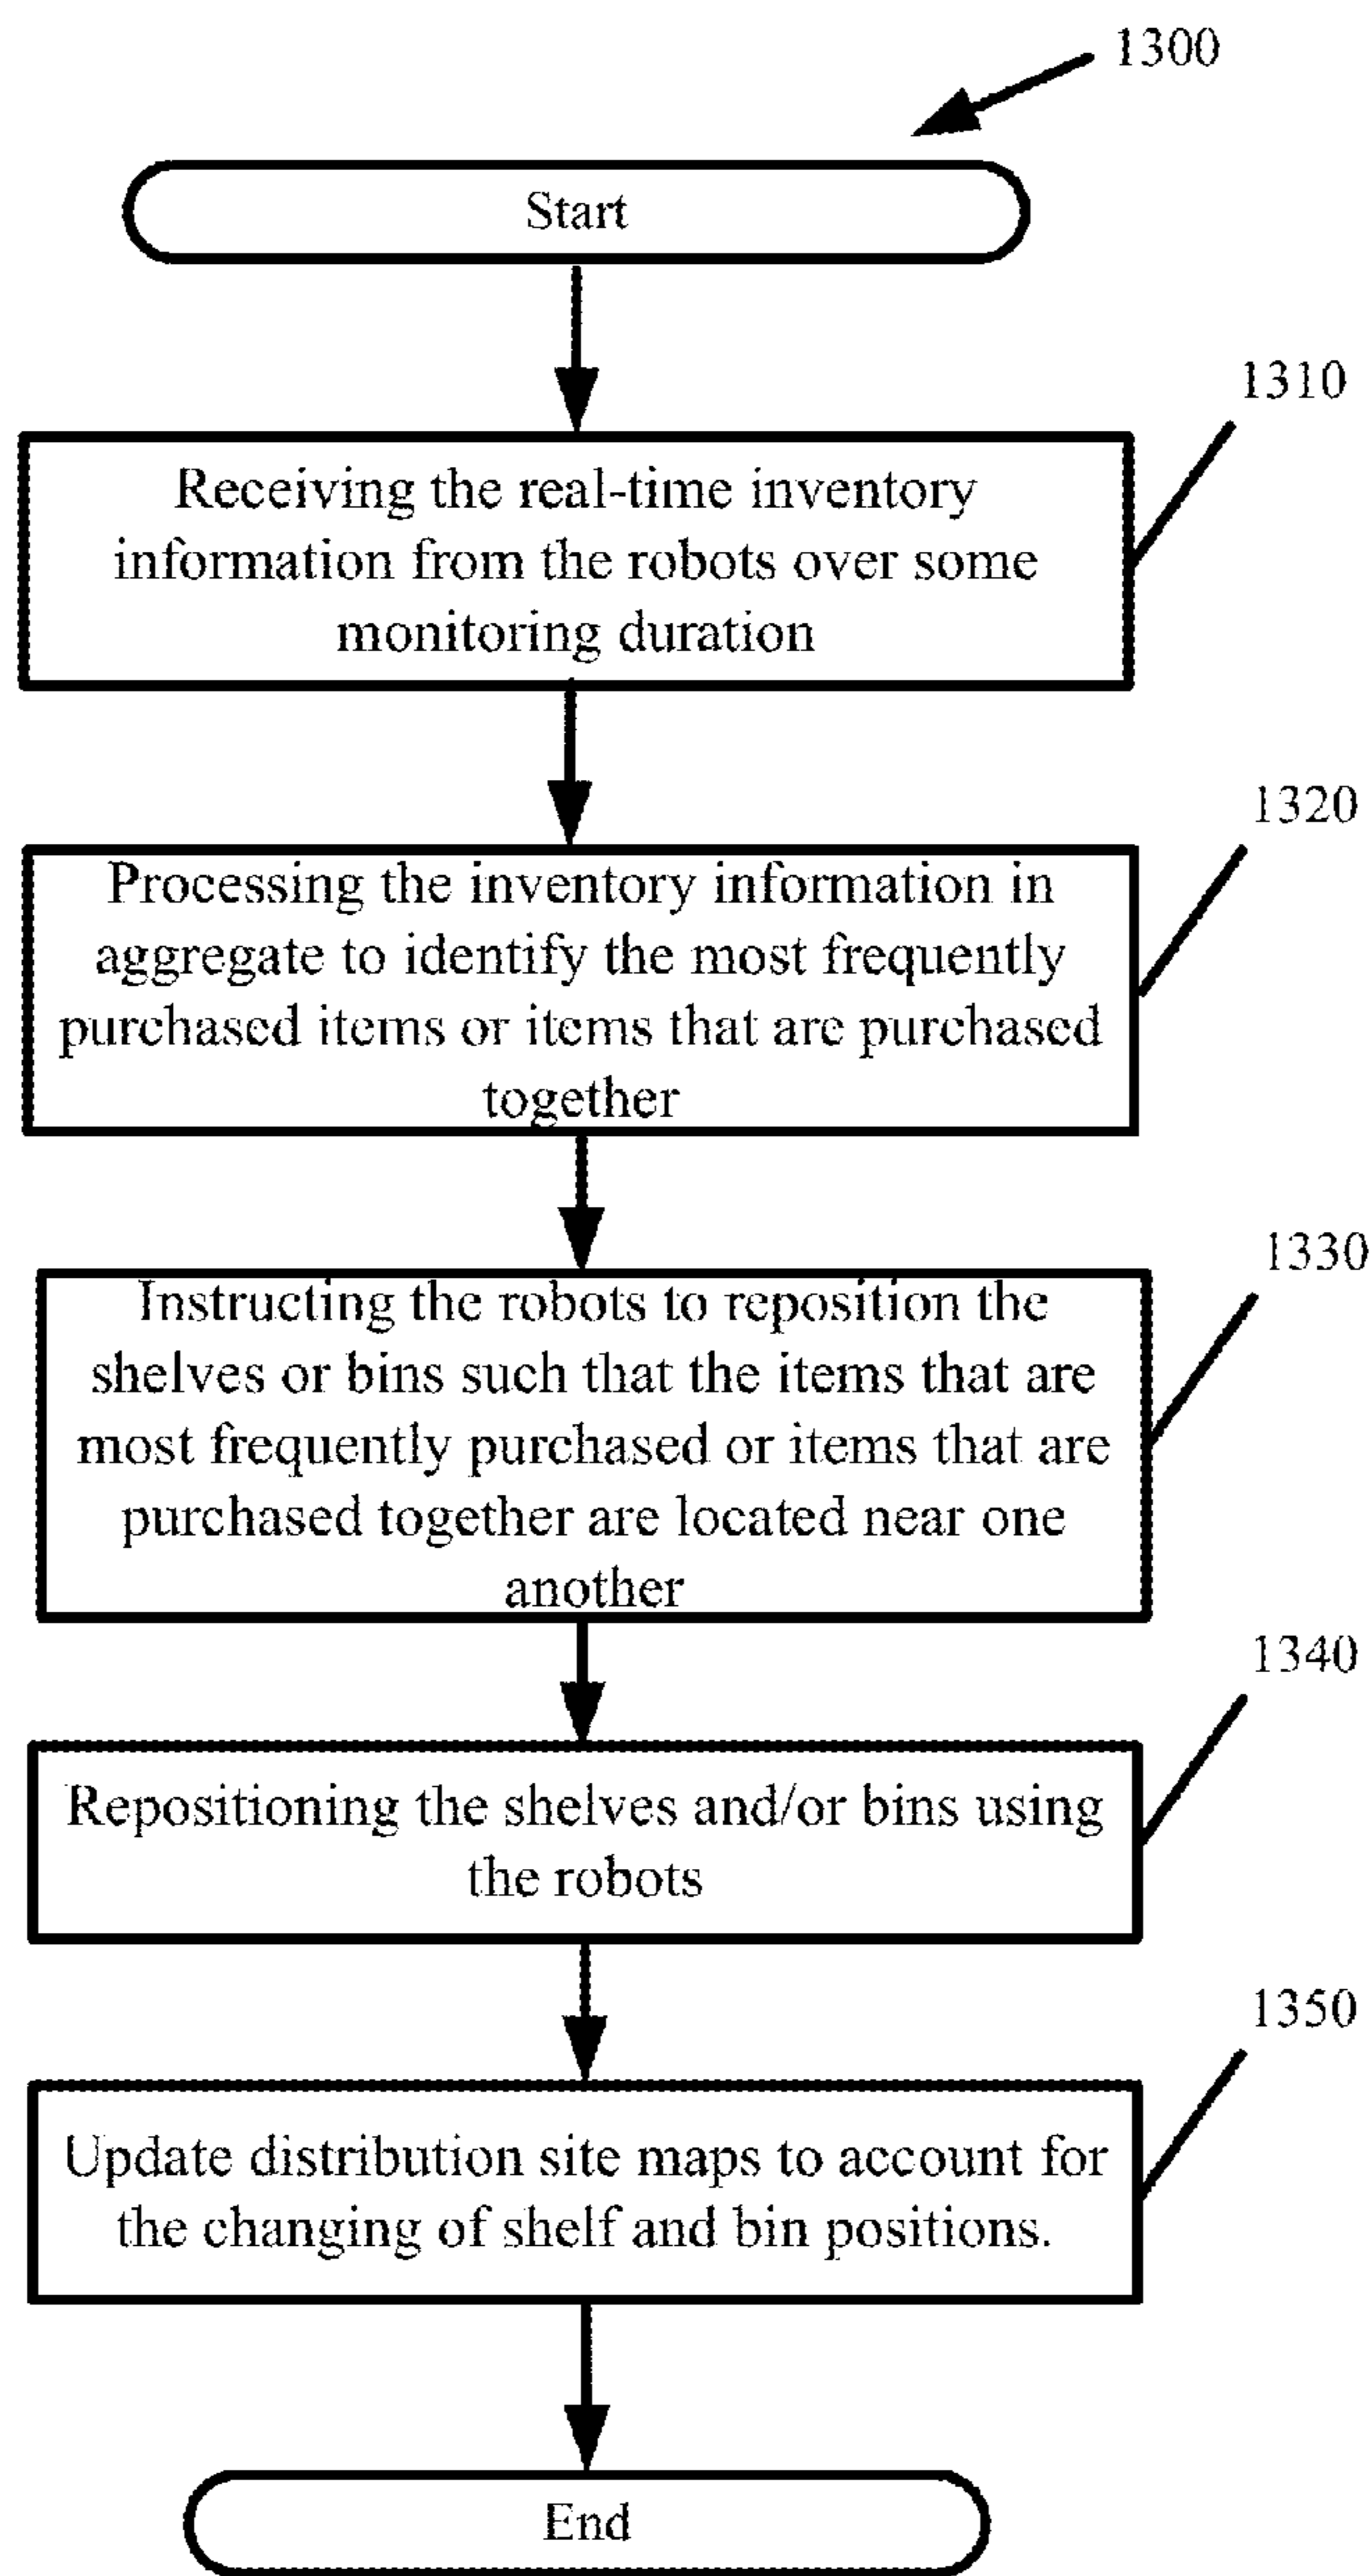 1300
Start
1310
Receiving the real-time inventory
information from the robots over some
monitoring duration
1320
Processing the inventory information in
aggregate to identify the most frequently
purchased items or items that are purchased
together
1330
Instructing the robots to reposition the
shelves or bins such that the items that are
most frequently purchased or items that are
purchased together are located near one
another
1340
Repositioning the shelves and/or bins using
the robots
1350
Update distribution site maps to account for
the changing of shelf and bin positions.
End